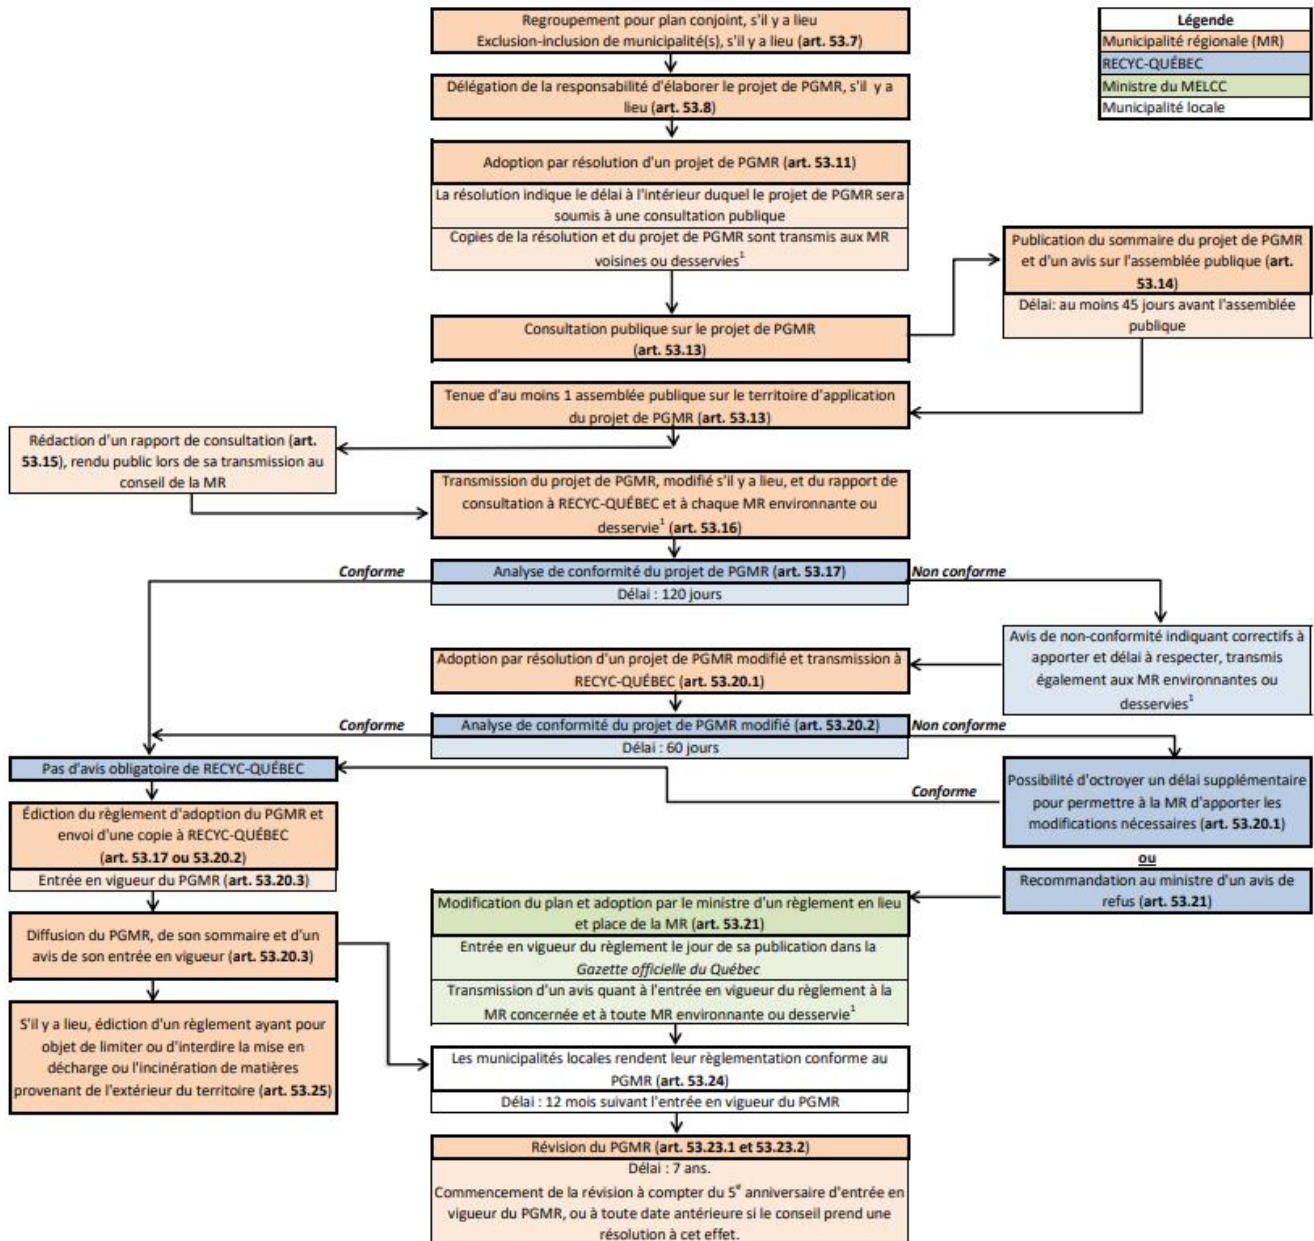 Regroupement pour plan conjoint, s'il y a lieu
Exclusion-inclusion de municipalité(s), s'il y a lieu (art. 53.7)
Légende
Municipalité régionale (MR)
RECYC-QUÉBEC
Ministre du MELCC
Municipalité locale
Délégation de la responsabilité d'élaborer le projet de PGMR, s'il y a
lieu (art. 53.8)
Adoption par résolution d'un projet de PGMR (art. 53.11)
La résolution indique le délai à l'intérieur duquel le projet de PGMR sera
soumis à une consultation publique
Copies de la résolution et du projet de PGMR sont transmis aux MR
voisines ou desservies1
Publication du sommaire du projet de PGMR
et d'un avis sur l'assemblée publique (art.
53.14)
Délai: au moins 45 jours avant l'assemblée
publique
Consultation publique sur le projet de PGMR
(art. 53.13)
Tenue d'au moins 1 assemblée publique sur le territoire d'application
du projet de PGMR (art. 53.13)
Rédaction d'un rapport de consultation (art.
53.15), rendu public lors de sa transmission au
conseil de la MR
Transmission du projet de PGMR, modifié s'il y a lieu, et du rapport de
consultation à RECYC-QUÉBEC et à chaque MR environnante ou
desservie1 (art. 53.16)
Conforme
Analyse de conformité du projet de PGMR (art. 53.17)
Non conforme
Délai : 120 jours
Avis de non-conformité indiquant correctifs à
apporter et délai à respecter, transmis
également aux MR environnantes ou
desservies1
Adoption par résolution d'un projet de PGMR modifié et transmission à
RECYC-QUÉBEC (art. 53.20.1)
Conforme
Analyse de conformité du projet de PGMR modifié (art. 53.20.2)
Non conforme
Délai : 60 jours
Pas d'avis obligatoire de RECYC-QUÉBEC
Conforme
Possibilité d'octroyer un délai supplémentaire
pour permettre à la MR d'apporter les
modifications nécessaires (art. 53.20.1)
ou
Recommandation au ministre d'un avis de
refus (art. 53.21)
Édiction du règlement d'adoption du PGMR et
envoi d'une copie à RECYC-QUÉBEC
(art. 53.17 ou 53.20.2)
Entrée en vigueur du PGMR (art. 53.20.3)
Diffusion du PGMR, de son sommaire et d'un
avis de son entrée en vigueur (art. 53.20.3)
S'il y a lieu, édiction d'un règlement ayant pour
objet de limiter ou d'interdire la mise en
décharge ou l'incinération de matières
provenant de l'extérieur du territoire (art. 53.25)
Modification du plan et adoption par le ministre d'un règlement en lieu
et place de la MR (art. 53.21)
Entrée en vigueur du règlement le jour de sa publication dans la
Gazette officielle du Québec
Transmission d'un avis quant à l'entrée en vigueur du règlement à la
MR concernée et à toute MR environnante ou desservie1
Les municipalités locales rendent leur règlementation conforme au
PGMR (art. 53.24)
Délai : 12 mois suivant l'entrée en vigueur du PGMR
Révision du PGMR (art. 53.23.1 et 53.23.2)
Délai : 7 ans.
Commencement de la révision à compter du 5e anniversaire d'entrée en
vigueur du PGMR, ou à toute date antérieure si le conseil prend une
résolution à cet effet.